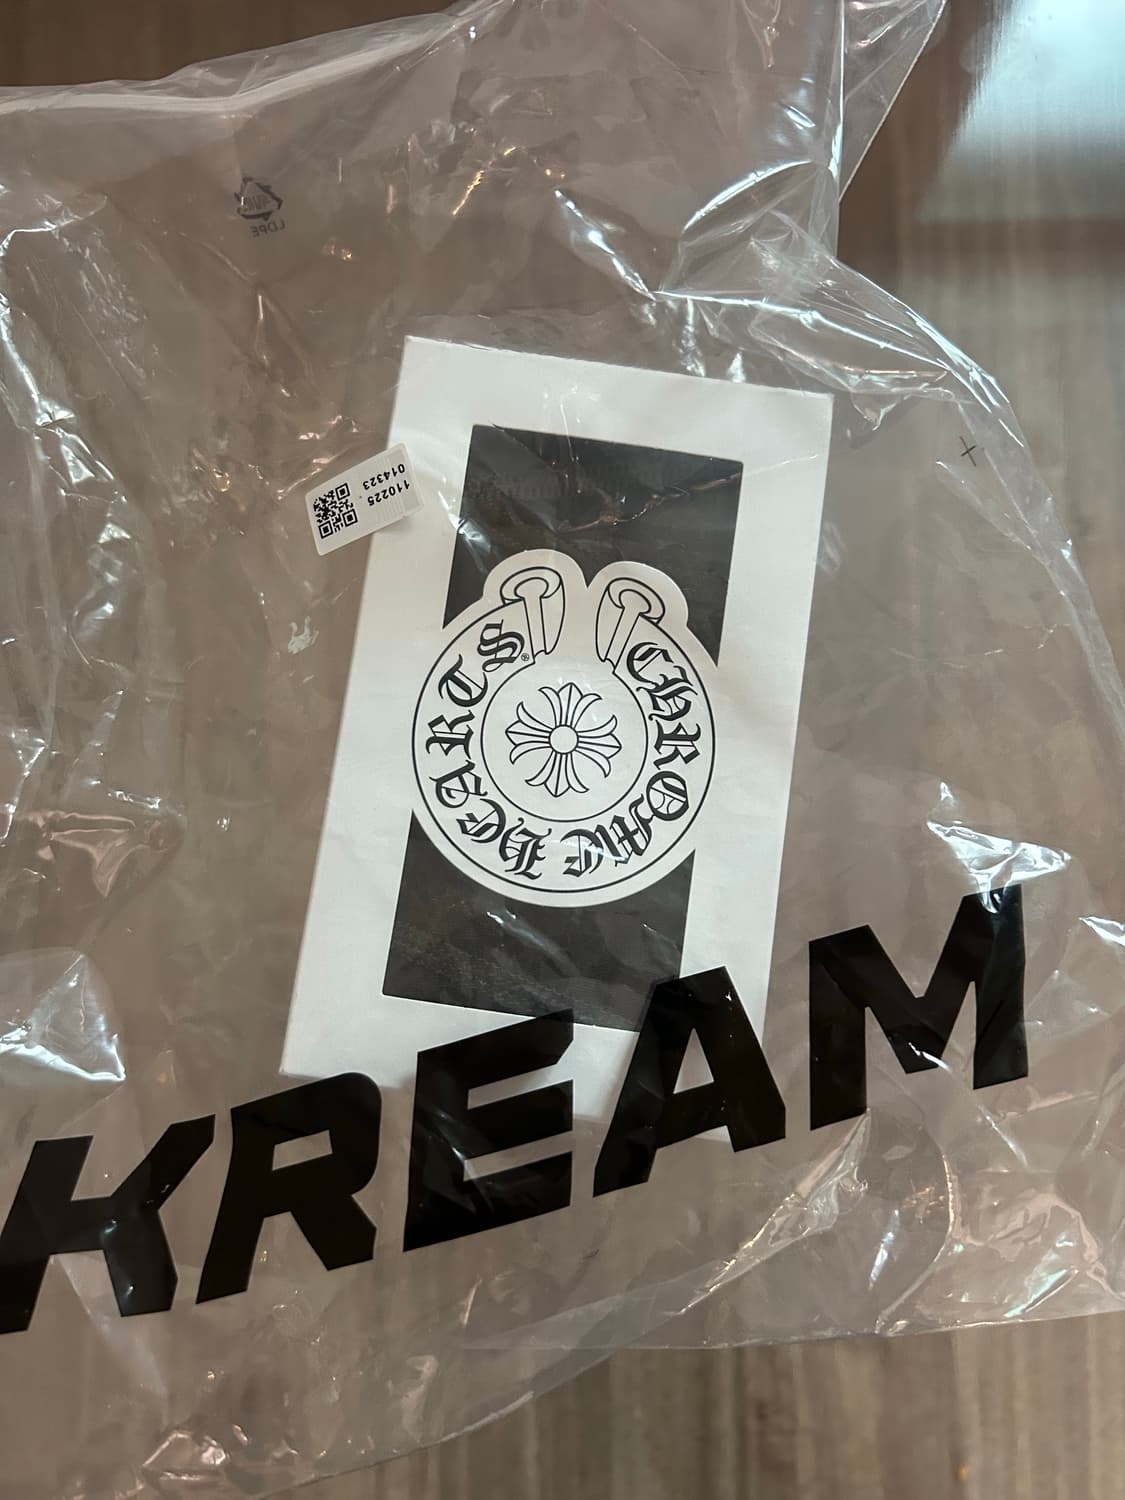 LDPE
110225
014323
CHROME HEARTS
®
KREAM